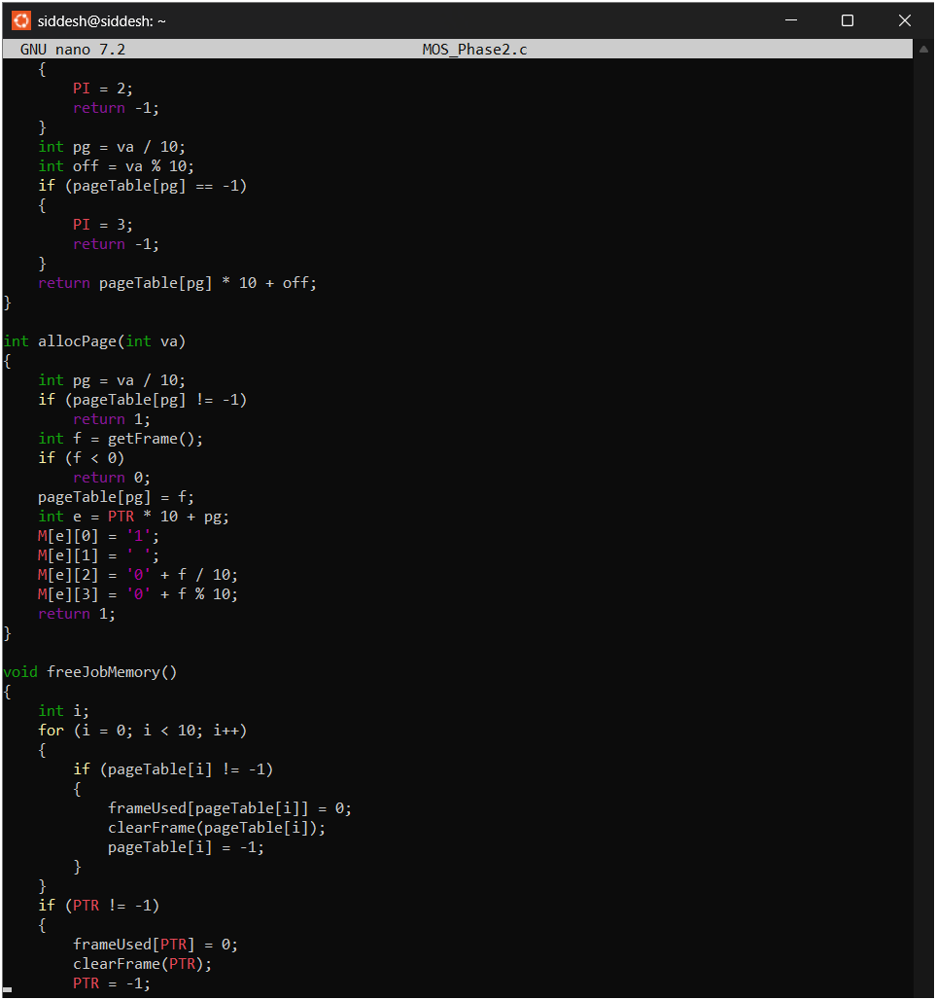 siddesh@siddesh: ~
GNU nano 7.2 MOS_Phase2.c
    {
        PI = 2;
        return -1;
    }
    int pg = va / 10;
    int off = va % 10;
    if (pageTable[pg] == -1)
    {
        PI = 3;
        return -1;
    }
    return pageTable[pg] * 10 + off;
}

int allocPage(int va)
{
    int pg = va / 10;
    if (pageTable[pg] != -1)
        return 1;
    int f = getFrame();
    if (f < 0)
        return 0;
    pageTable[pg] = f;
    int e = PTR * 10 + pg;
    M[e][0] = '1';
    M[e][1] = ' ';
    M[e][2] = '0' + f / 10;
    M[e][3] = '0' + f % 10;
    return 1;
}

void freeJobMemory()
{
    int i;
    for (i = 0; i < 10; i++)
    {
        if (pageTable[i] != -1)
        {
            frameUsed[pageTable[i]] = 0;
            clearFrame(pageTable[i]);
            pageTable[i] = -1;
        }
    }
    if (PTR != -1)
    {
        frameUsed[PTR] = 0;
        clearFrame(PTR);
        PTR = -1;